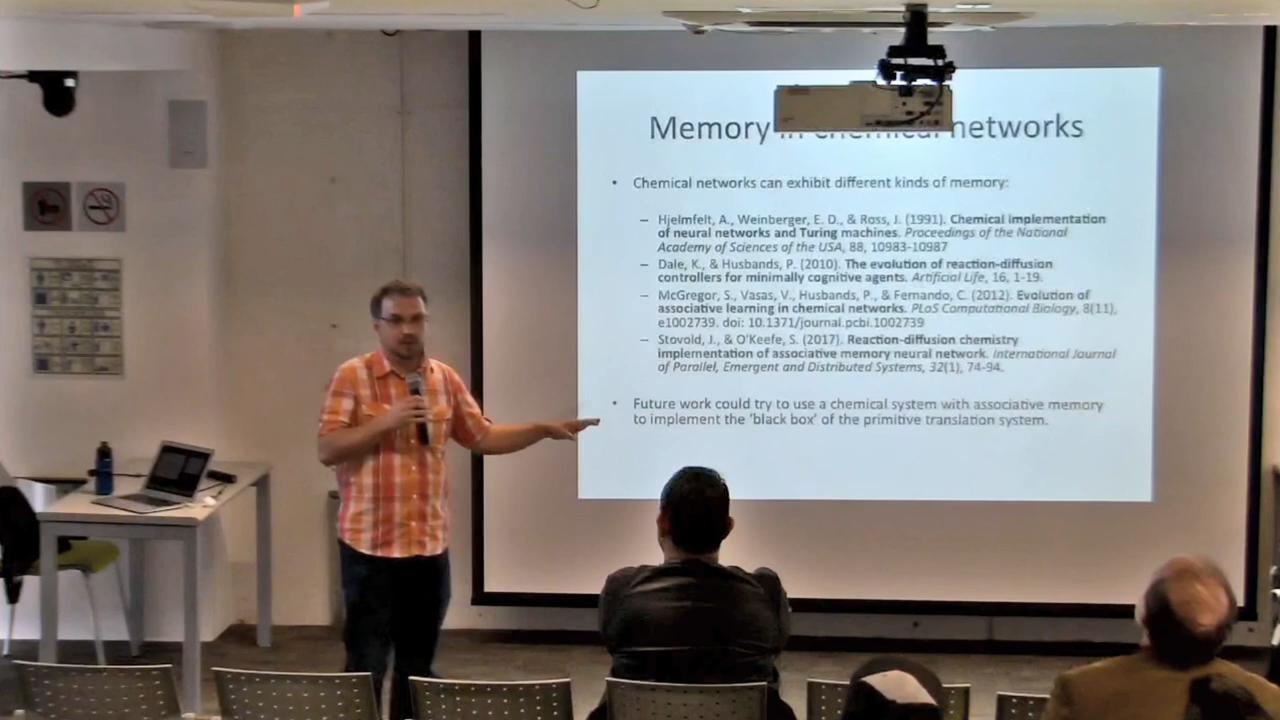 Memory in chemical networks
• Chemical networks can exhibit different kinds of memory:
– Hjelmfelt, A., Weinberger, E. D., & Ross, J. (1991). Chemical implementation
of neural networks and Turing machines. Proceedings of the National
Academy of Sciences of the USA, 88, 10983-10987
– Dale, K., & Husbands, P. (2010). The evolution of reaction-diffusion
controllers for minimally cognitive agents. Artificial Life, 16, 1-19.
– McGregor, S., Vasas, V., Husbands, P., & Fernando, C. (2012). Evolution of
associative learning in chemical networks. PLoS Computational Biology, 8(11),
e1002739. doi: 10.1371/journal.pcbi.1002739
– Stovold, J., & O'Keefe, S. (2017). Reaction-diffusion chemistry
implementation of associative memory neural network. International Journal
of Parallel, Emergent and Distributed Systems, 32(1), 74-94.
• Future work could try to use a chemical system with associative memory
to implement the 'black box' of the primitive translation system.